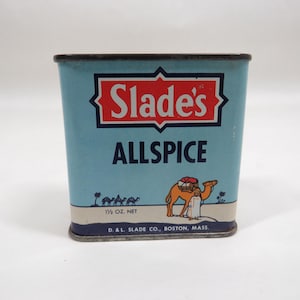 Slade's
ALLSPICE
1½ OZ. NET
D. & L. SLADE CO., BOSTON, MASS.